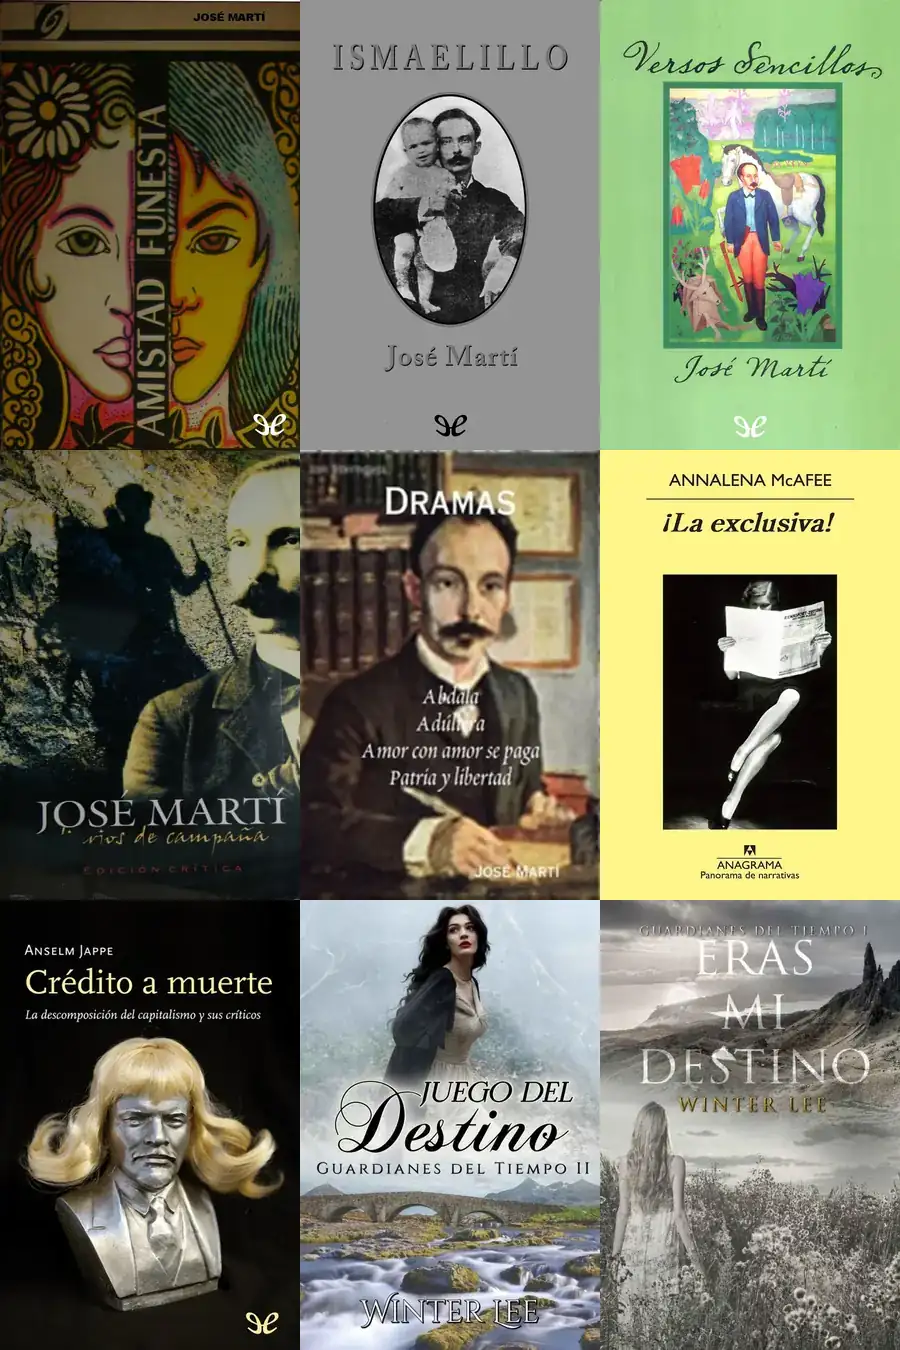 JOSÉ MARTÍ
AMISTAD FUNESTA
ISMAELILLO
José Martí
Versos Sencillos
José Martí
JOSÉ MARTÍ
de campaña
EDICIÓN CRÍTICA
DRAMAS
Abdala
Adúltera
Amor con amor se paga
Patria y libertad
JOSÉ MARTÍ
ANNALENA McAFEE
¡La exclusiva!
ANAGRAMA
Panorama de narrativas
ANSELM JAPPE
Crédito a muerte
La descomposición del capitalismo y sus críticos
JUEGO DEL
Destino
GUARDIANES DEL TIEMPO II
WINTER LEE
GUARDIANES DEL TIEMPO I
ERAS
MI
DESTINO
WINTER LEE